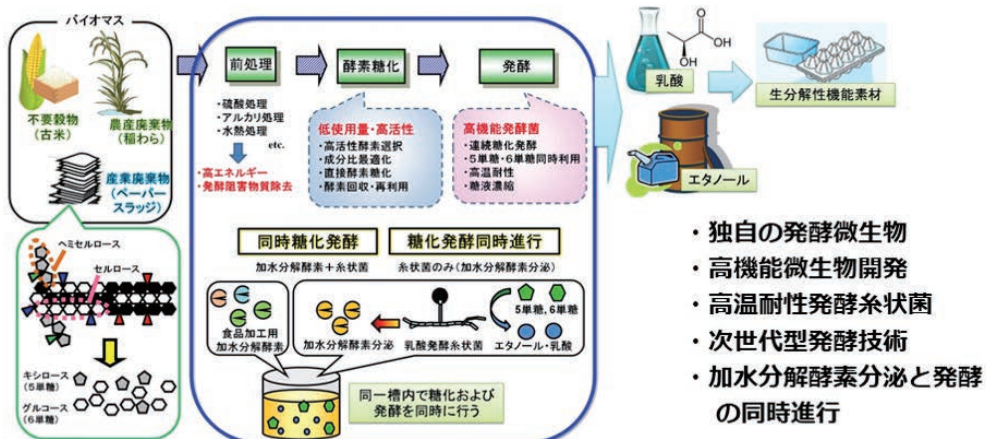 バイオマス
不要穀物
(古米)
農産廃棄物
(稲わら)
産業廃棄物
(ペーパー
スラッジ)
ヘミセルロース
セルロース
キシロース
(5単糖)
グルコース
(6単糖)
前処理
・硫酸処理
・アルカリ処理
・水熱処理
etc.
・高エネルギー
・発酵阻害物質除去
酵素糖化
低使用量・高活性
・高活性酵素選択
・成分比最適化
・直接酵素糖化
・酵素回収・再利用
発酵
高機能発酵菌
・連続糖化発酵
・5単糖・6単糖同時利用
・高温耐性
・糖液濃縮
同時糖化発酵
加水分解酵素+糸状菌
糖化発酵同時進行
糸状菌のみ(加水分解酵素分泌)
食品加工用
加水分解酵素
加水分解酵素分泌
乳酸発酵糸状菌
5単糖, 6単糖
エタノール・乳酸
同一槽内で糖化および
発酵を同時に行う
O
OH
OH
乳酸
生分解性機能素材
エタノール
・独自の発酵微生物
・高機能微生物開発
・高温耐性発酵糸状菌
・次世代型発酵技術
・加水分解酵素分泌と発酵
の同時進行